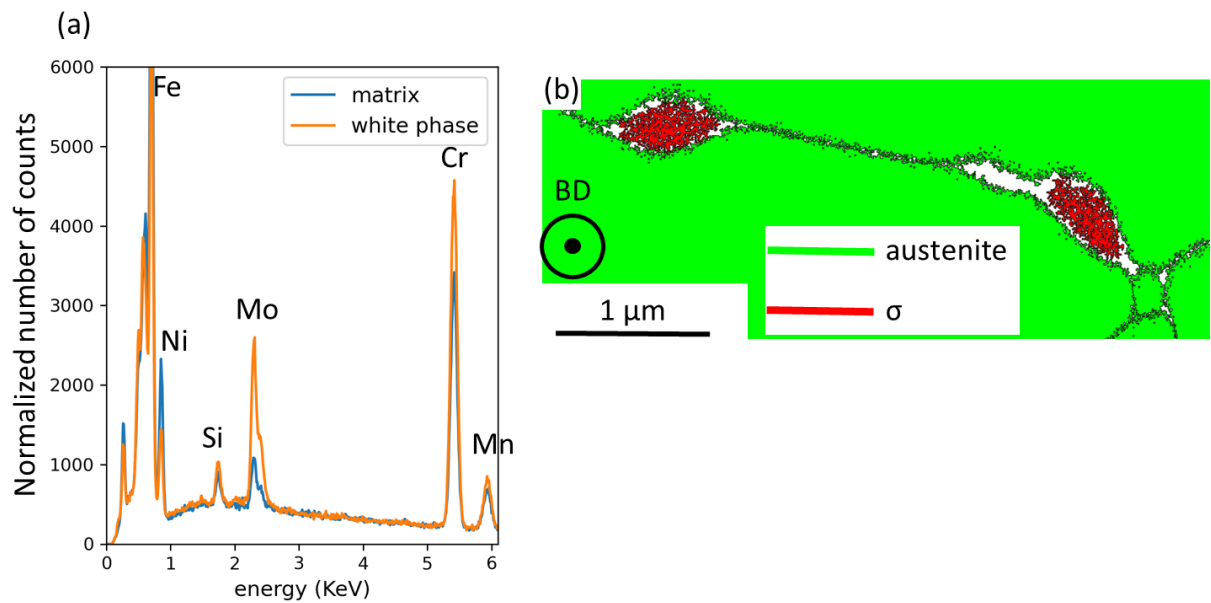 (a)
6000
5000
4000
3000
2000
1000
0
Normalized number of counts
Fe
Ni
Si
Mo
Cr
Mn
matrix
white phase
0 1 2 3 4 5 6
energy (KeV)
(b)
BD
1 μm
austenite
σ